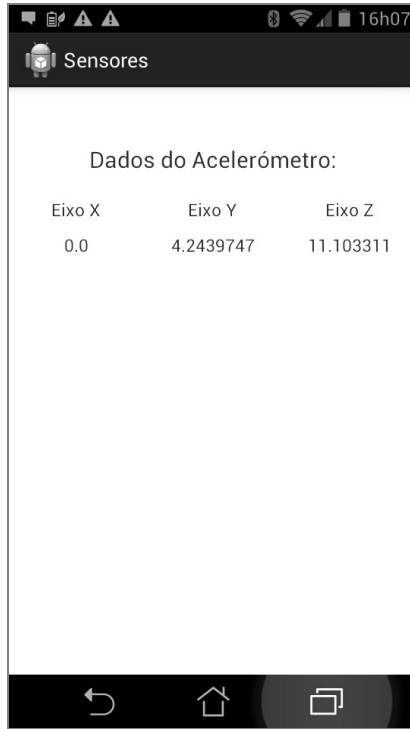 16h07
Sensores
Dados do Acelerómetro:
Eixo X Eixo Y Eixo Z
0.0 4.2439747 11.103311